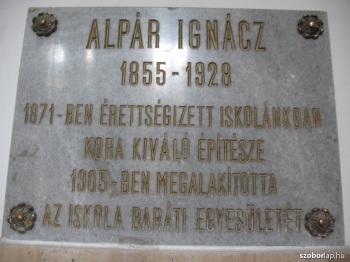 ALPÁR IGNÁCZ
1855-1928
1871-BEN ÉRETTSÉGIZETT ISKOLÁNKBAN
KORA KIVÁLÓ ÉPÍTÉSZE
1903-BEN MEGALAKÍTOTTA
AZ ISKOLA BARÁTI EGYESÜLETÉT
szoborlap.hu